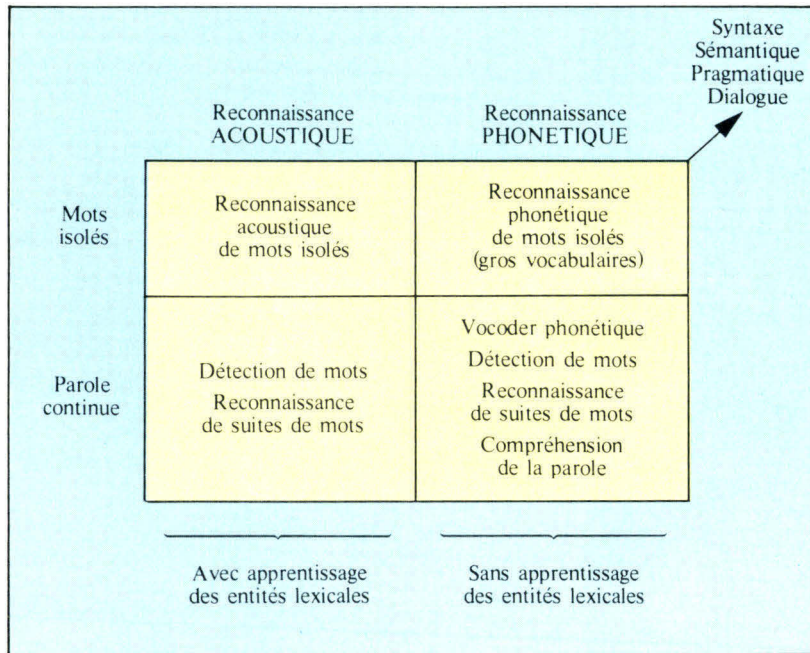 Syntaxe
Sémantique
Pragmatique
Dialogue
Reconnaissance
ACOUSTIQUE
Reconnaissance
PHONETIQUE
Mots
isolés
Reconnaissance
acoustique
de mots isolés
Reconnaissance
phonétique
de mots isolés
(gros vocabulaires)
Parole
continue
Détection de mots
Reconnaissance
de suites de mots
Vocoder phonétique
Détection de mots
Reconnaissance
de suites de mots
Compréhension
de la parole
Avec apprentissage
des entités lexicales
Sans apprentissage
des entités lexicales